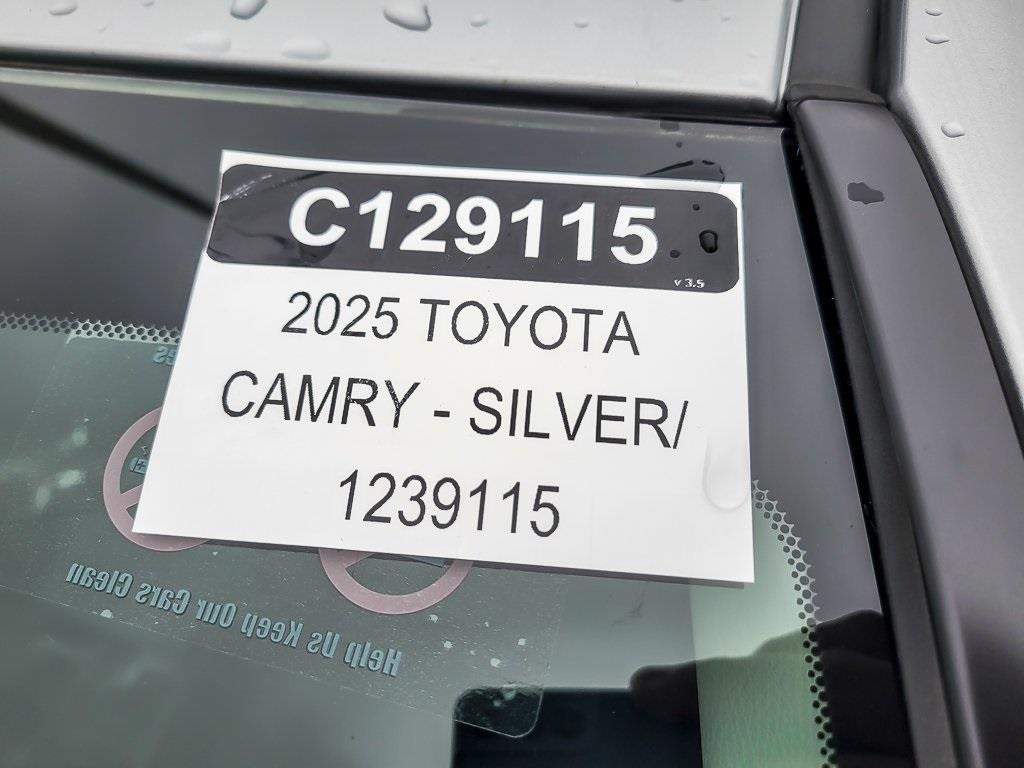 C129115
v 3.5
2025 TOYOTA
CAMRY - SILVER/
1239115
Help Us Keep Our Cars Clean